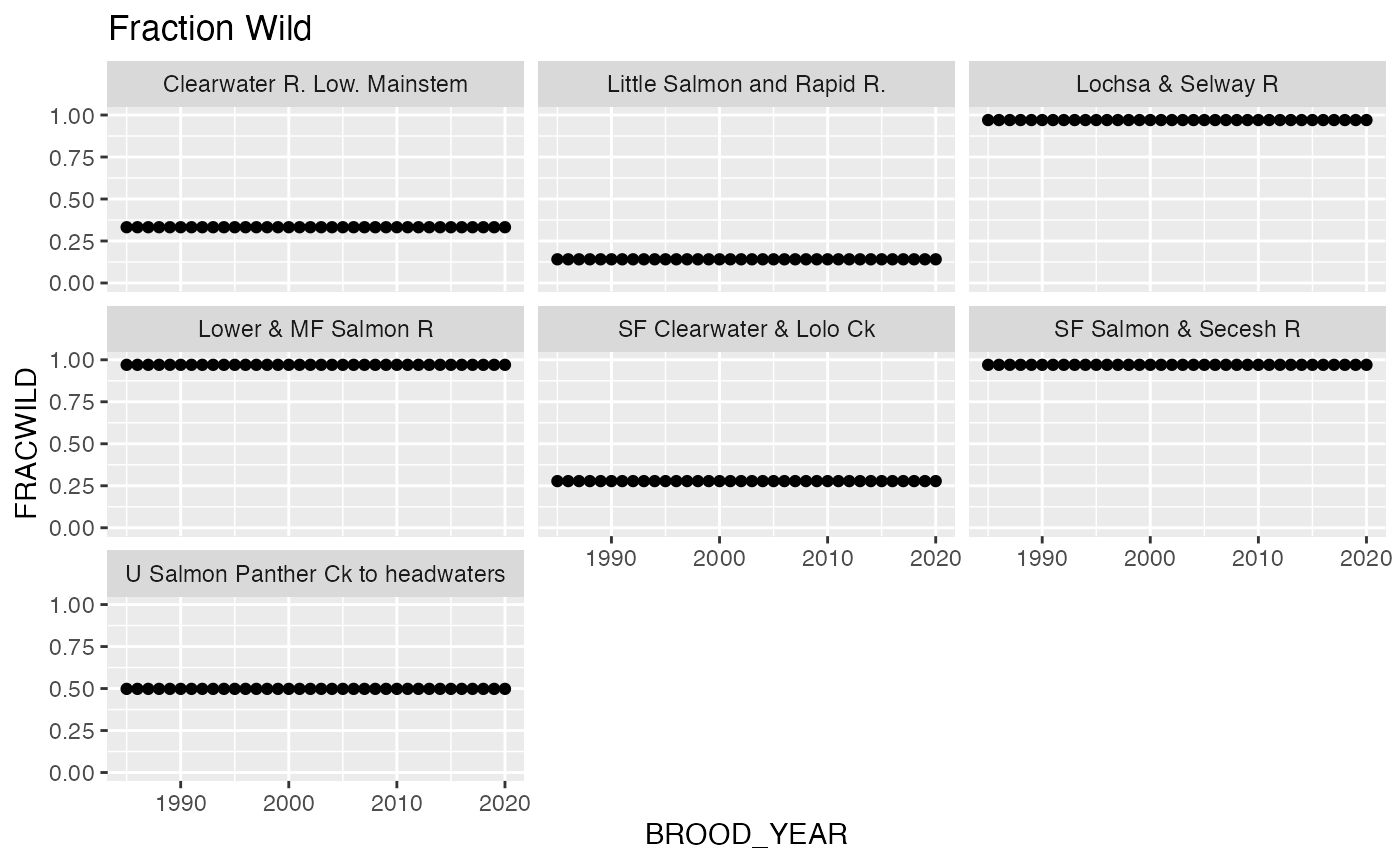 Fraction Wild
Clearwater R. Low. Mainstem
Little Salmon and Rapid R.
Lochsa & Selway R
1.00
0.75
0.50
0.25
0.00
Lower & MF Salmon R
SF Clearwater & Lolo Ck
SF Salmon & Secesh R
1.00
0.75
0.50
0.25
0.00
FRACWILD
1990 2000 2010 2020
1990 2000 2010 2020
U Salmon Panther Ck to headwaters
1.00
0.75
0.50
0.25
0.00
1990 2000 2010 2020
BROOD_YEAR